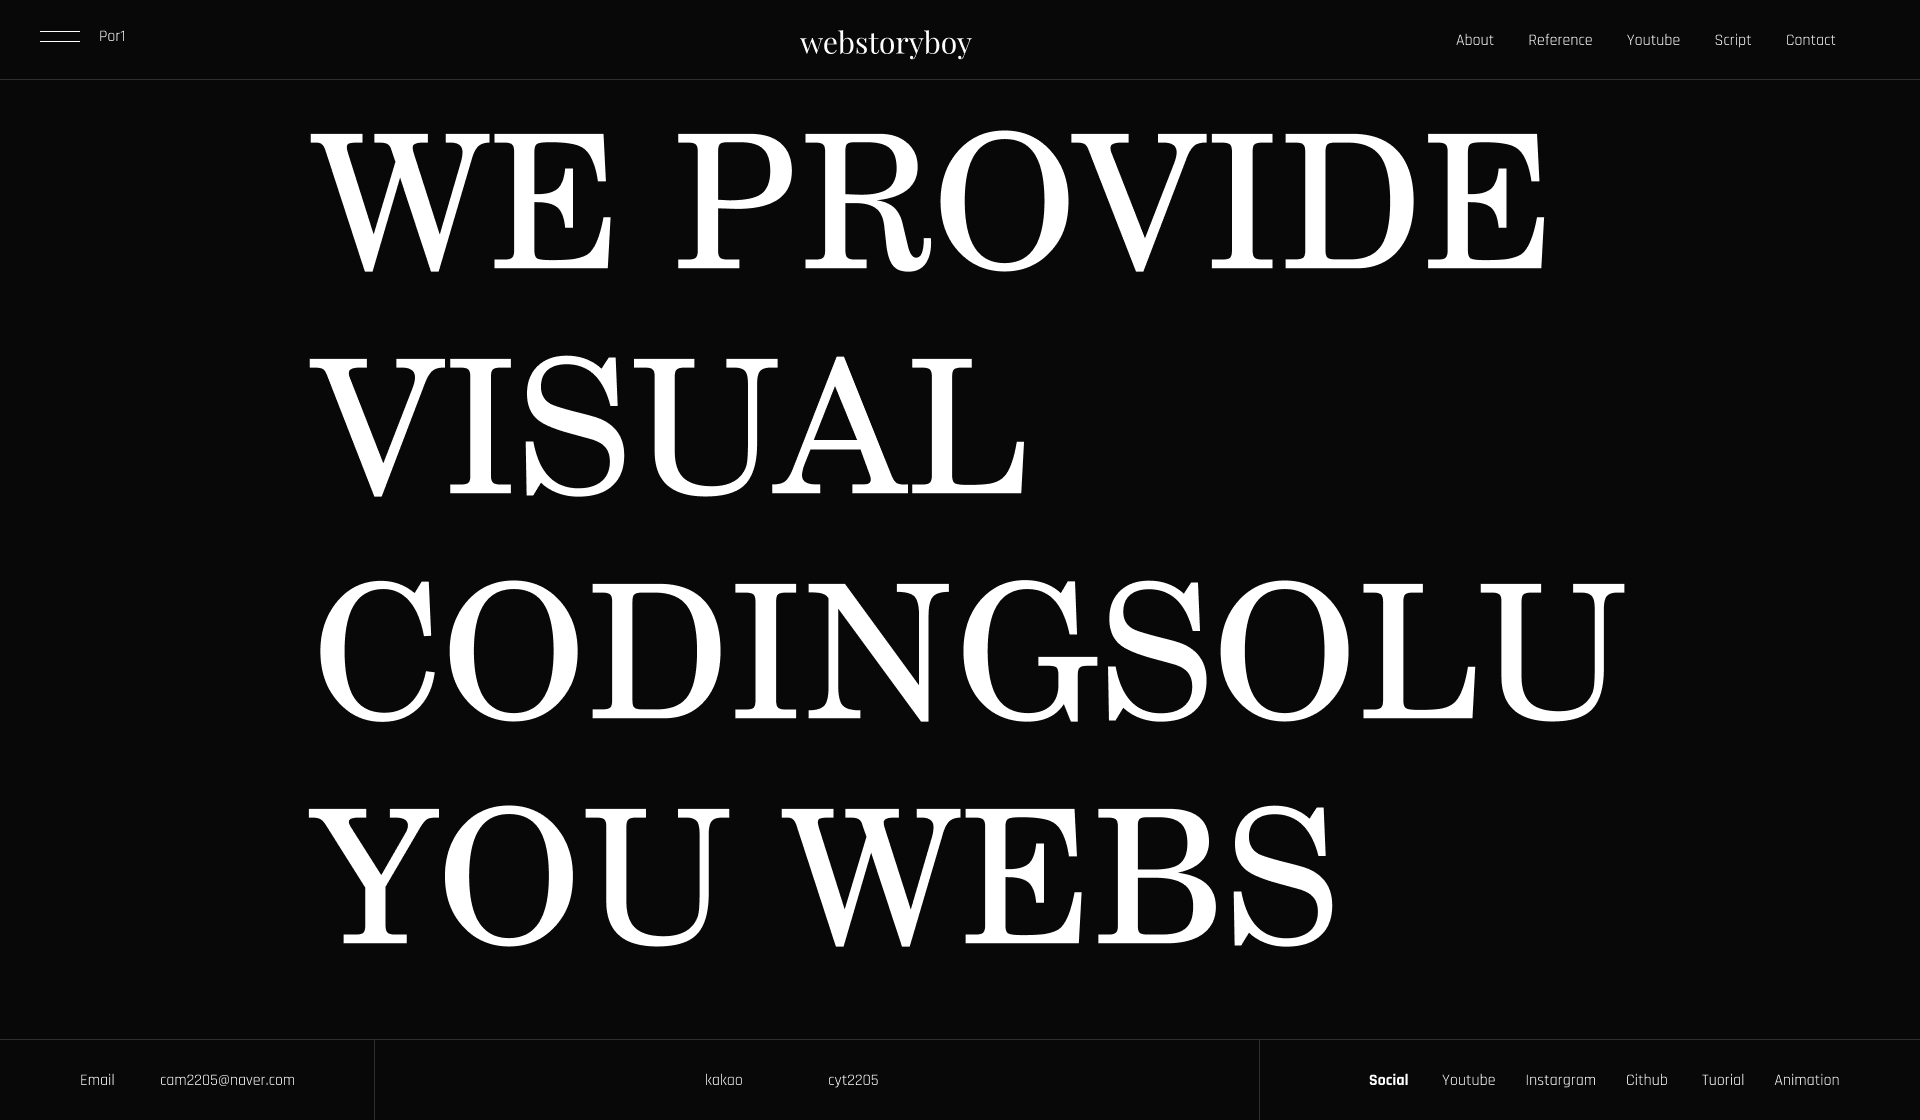 Por1
webstoryboy
About Reference Youtube Script Contact
WE PROVIDE
VISUAL
CODINGSOLU
YOU WEBS
Email cam2205@naver.com kakao cyt2205 Social Youtube Instargram Cithub Tuorial Animation